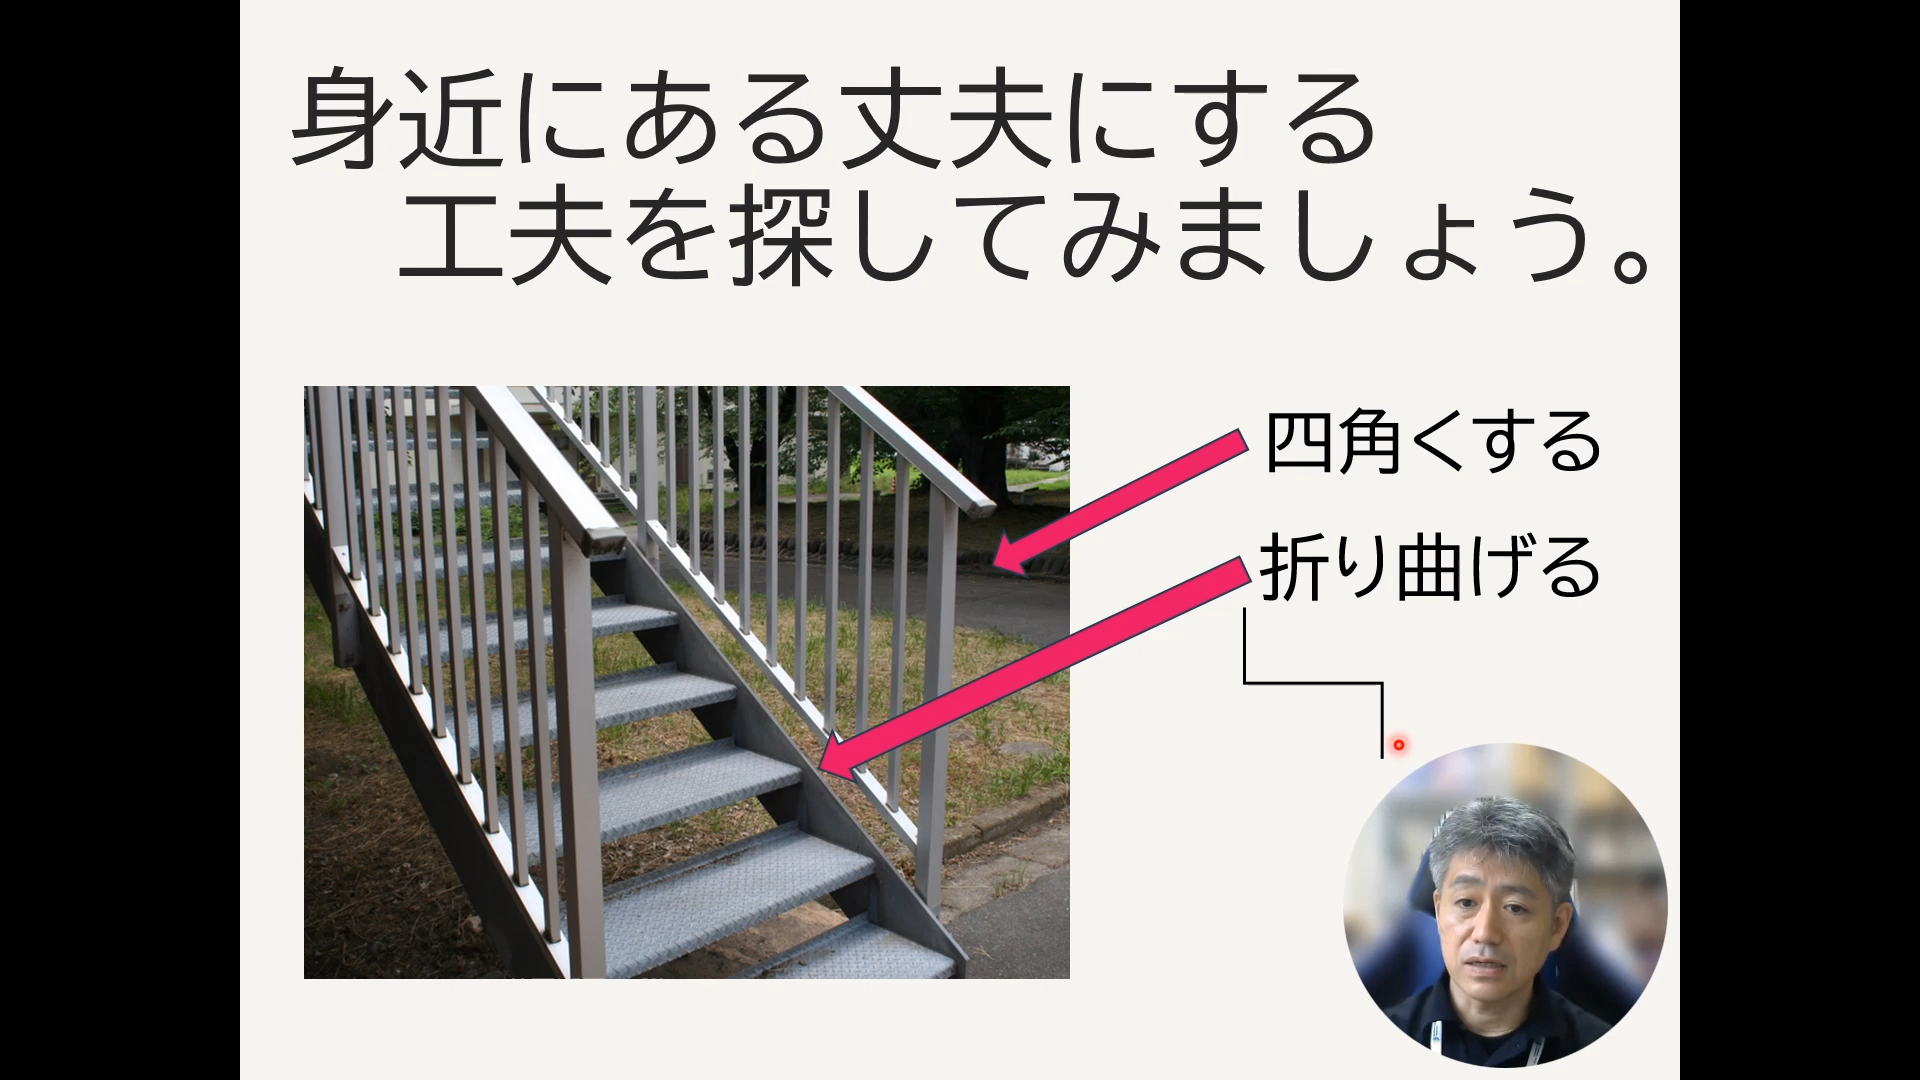 身近にある丈夫にする
工夫を探してみましょう。
四角くする
折り曲げる